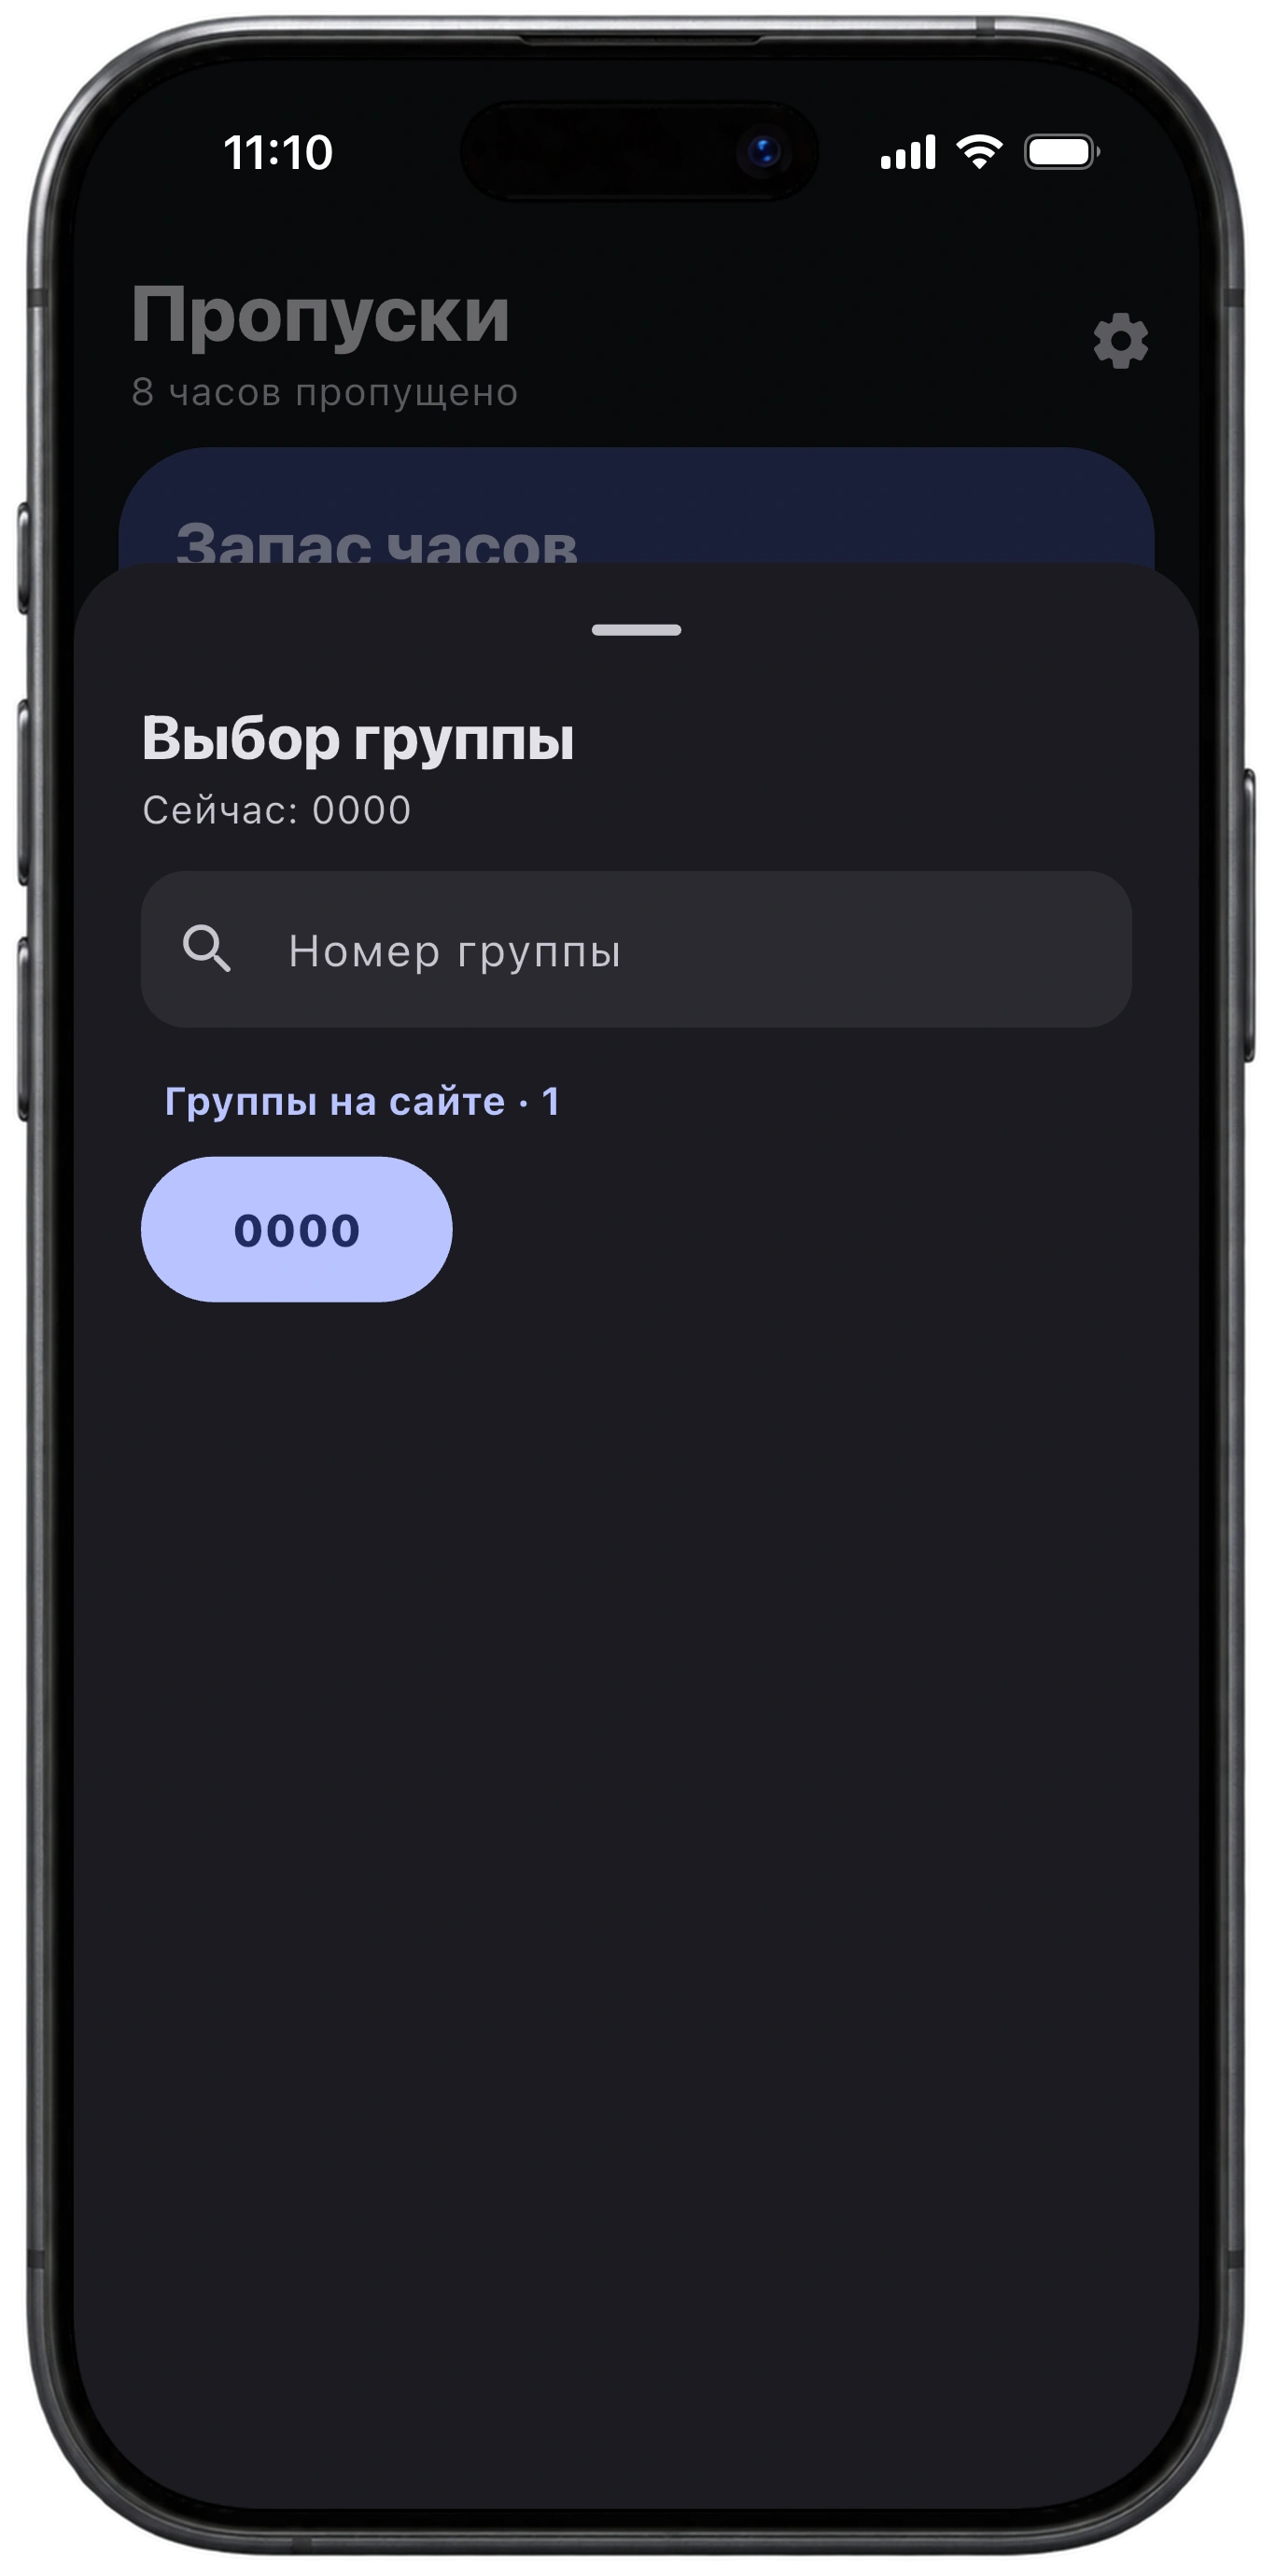 11:10
Пропуски
8 часов пропущено
Запас часов
Выбор группы
Сейчас: 0000
Номер группы
Группы на сайте · 1
0000